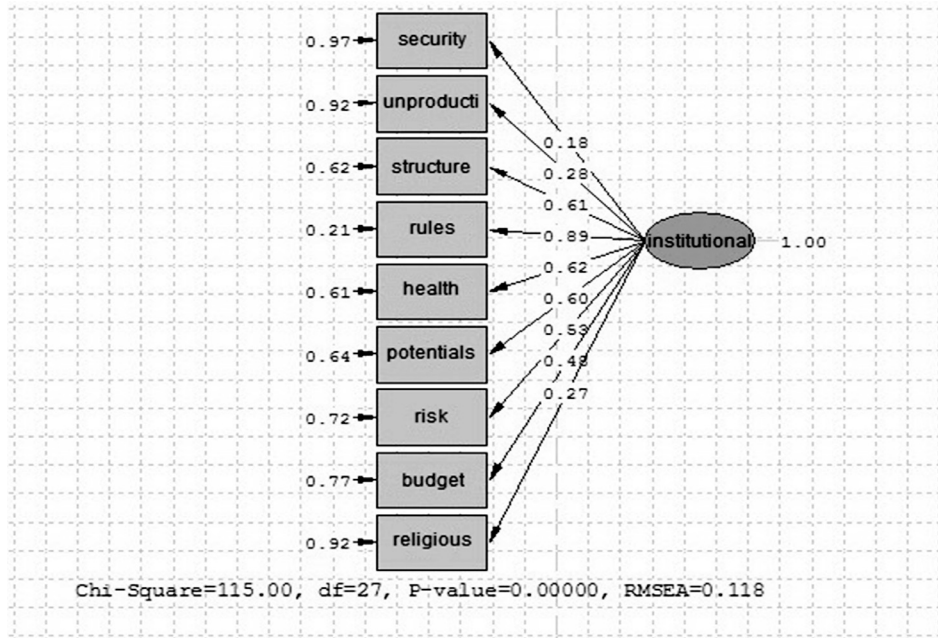 0.97 security
0.18
0.92 unproducti
0.28
0.62 structure
0.61
0.21 rules
0.89
institutional 1.00
0.62
0.61 health
0.60
0.64 potentials
0.53
0.48
0.72 risk
0.27
0.77 budget
0.92 religious
Chi-Square=115.00, df=27, P-value=0.00000, RMSEA=0.118